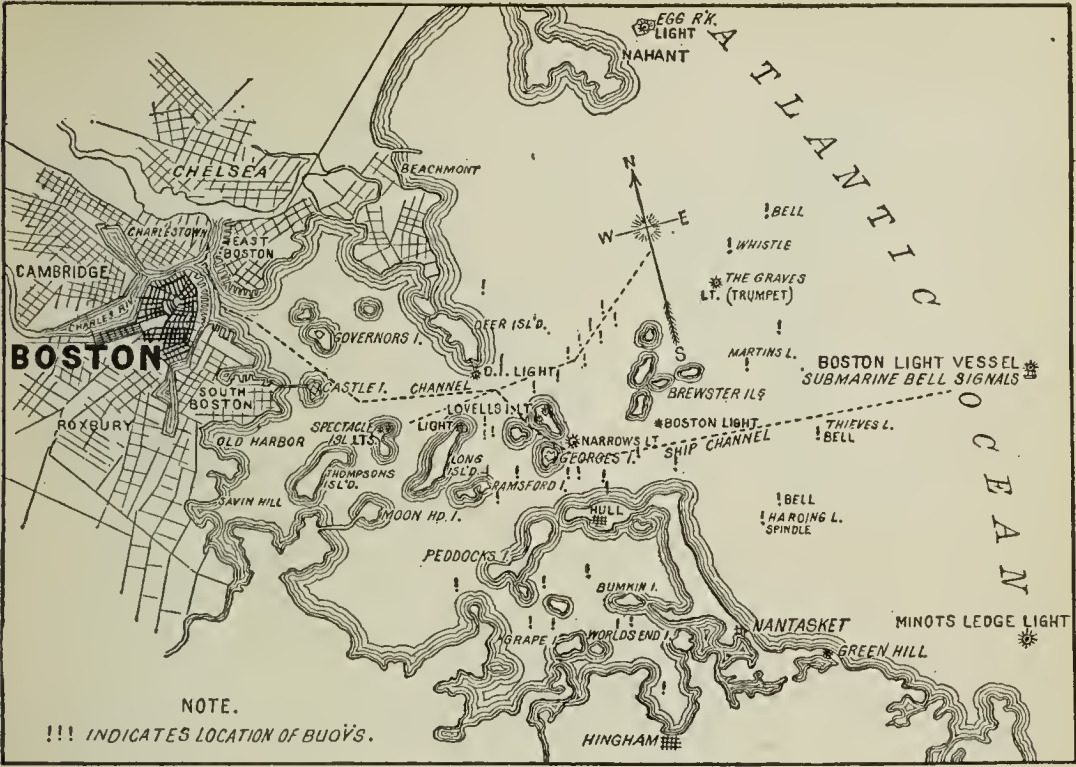 EGG R'K.
LIGHT
NAHANT
ATLANTIC
OCEAN
CHELSEA
BEACHMONT
N
W
E
S
BELL
WHISTLE
THE GRAVES
LT. (TRUMPET)
CHARLESTOWN
EAST
BOSTON
CAMBRIDGE
CHARLES RIV.
BOSTON
GOVERNORS I.
DEER ISL'D.
D.I. LIGHT
MARTINS L.
BOSTON LIGHT VESSEL
SUBMARINE BELL SIGNALS
CASTLE I.
CHANNEL
BREWSTER ILS
SOUTH
BOSTON
ROXBURY
LOVELLS I. LT.
LIGHT
SPECTACLE
ISL. LTS.
BOSTON LIGHT
THIEVES L.
BELL
OLD HARBOR
NARROWS LT.
SHIP CHANNEL
GEORGES I.
LONG
ISL'D.
THOMPSONS
ISL'D.
RAMSFORD I.
SAVIN HILL
MOON HD. I.
HULL
BELL
HARDING L.
SPINDLE
PEDDOCKS I.
BUMKIN I.
GRAPE I.
WORLDS END I.
NANTASKET
MINOTS LEDGE LIGHT
GREEN HILL
HINGHAM
NOTE.
!!! INDICATES LOCATION OF BUOŸS.